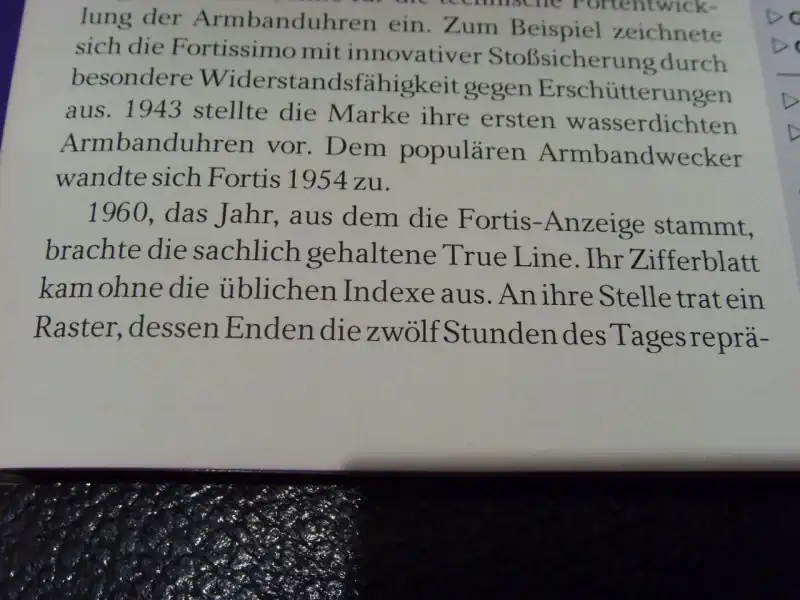 die technische Fortentwick-
lung der Armbanduhren ein. Zum Beispiel zeichnete
sich die Fortissimo mit innovativer Stoßsicherung durch
besondere Widerstandsfähigkeit gegen Erschütterungen
aus. 1943 stellte die Marke ihre ersten wasserdichten
Armbanduhren vor. Dem populären Armbandwecker
wandte sich Fortis 1954 zu.
1960, das Jahr, aus dem die Fortis-Anzeige stammt,
brachte die sachlich gehaltene True Line. Ihr Zifferblatt
kam ohne die üblichen Indexe aus. An ihre Stelle trat ein
Raster, dessen Enden die zwölf Stunden des Tages reprä-